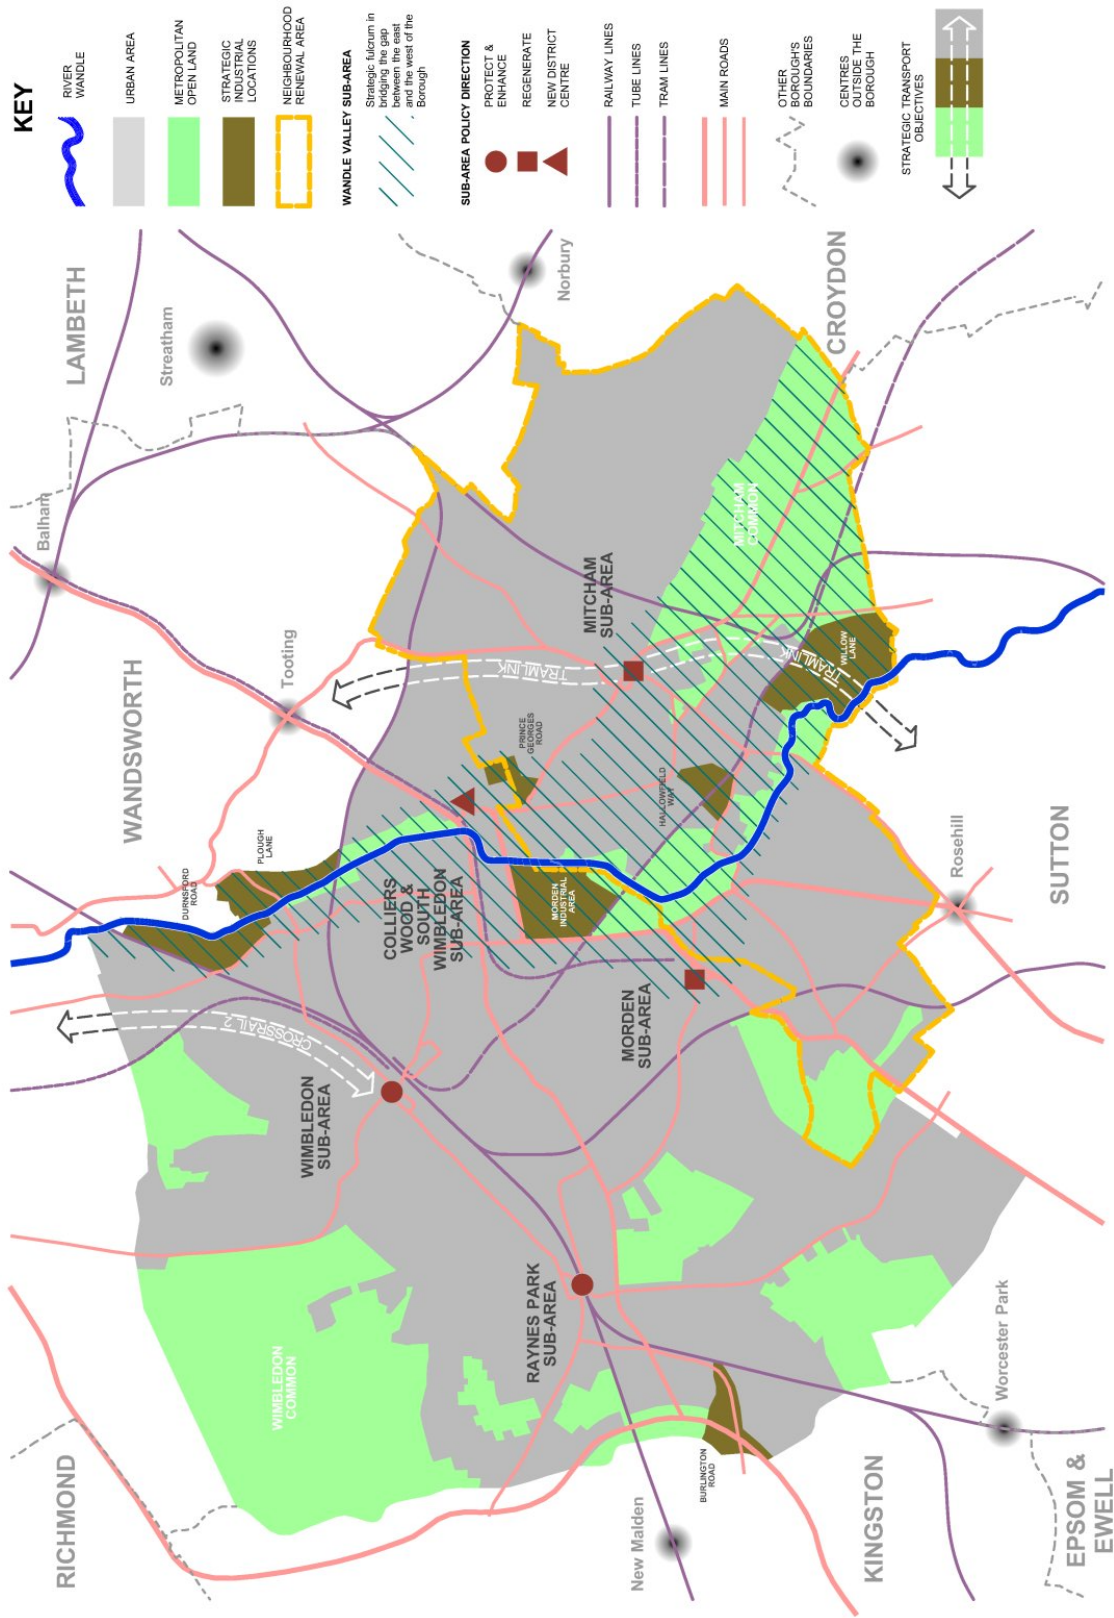 KEY
RIVER
WANDLE
URBAN AREA
METROPOLITAN
OPEN LAND
STRATEGIC
INDUSTRIAL
LOCATIONS
NEIGHBOURHOOD
RENEWAL AREA
WANDLE VALLEY SUB-AREA
Strategic fulcrum in
bridging the gap
between the east
and the west of the
Borough
SUB-AREA POLICY DIRECTION
PROTECT &
ENHANCE
REGENERATE
NEW DISTRICT
CENTRE
RAILWAY LINES
TUBE LINES
TRAM LINES
MAIN ROADS
OTHER
BOROUGH'S
BOUNDARIES
CENTRES
OUTSIDE THE
BOROUGH
STRATEGIC TRANSPORT
OBJECTIVES
RICHMOND
WANDSWORTH
LAMBETH
Balham
Streatham
Tooting
Norbury
CROYDON
DURNSFORD
ROAD
PLOUGH
LANE
CROSSRAIL 2
WIMBLEDON
SUB-AREA
WIMBLEDON
COMMON
COLLIERS
WOOD &
SOUTH
WIMBLEDON
SUB-AREA
PRINCE
GEORGES
ROAD
TRAMLINK
MITCHAM
SUB-AREA
MITCHAM
COMMON
MORDEN
INDUSTRIAL
AREA
HALLOWFIELD
WAY
TRAMLINK
WILLOW
LANE
RAYNES PARK
SUB-AREA
MORDEN
SUB-AREA
BURLINGTON
ROAD
New Malden
KINGSTON
Worcester Park
EPSOM &
EWELL
Rosehill
SUTTON